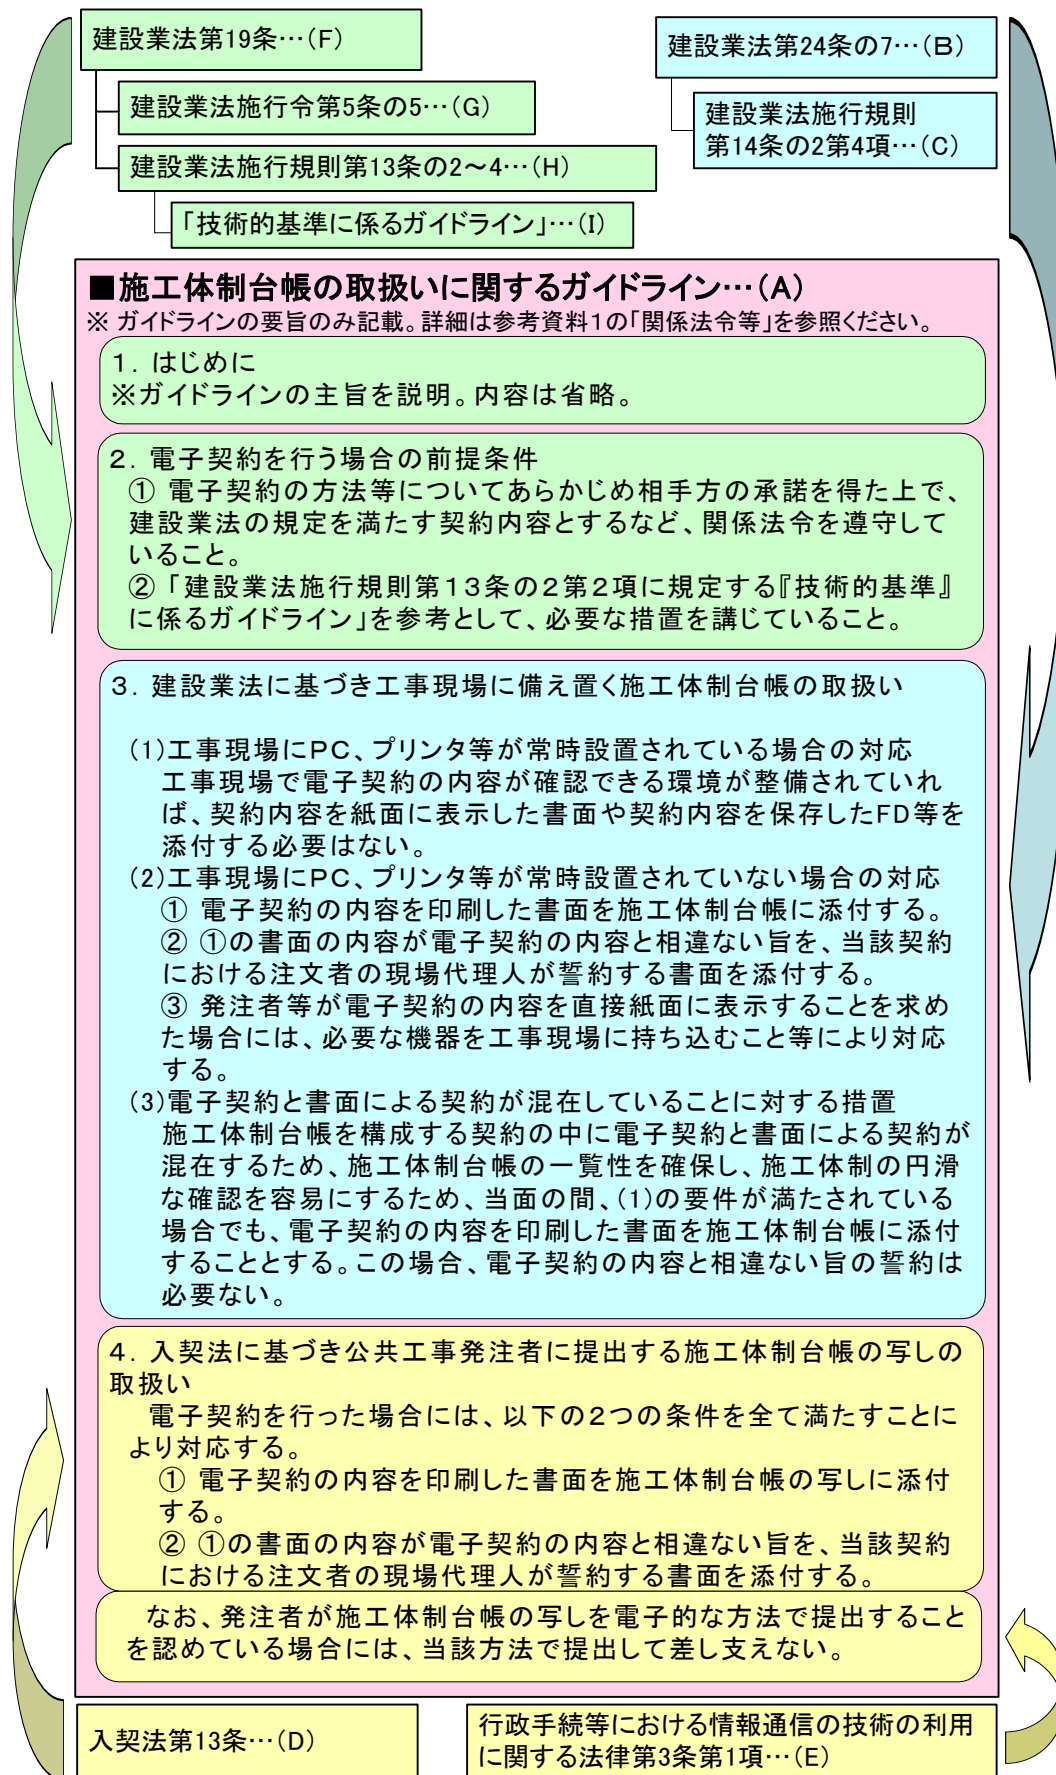 建設業法第19条…(F)
建設業法施行令第5条の5…(G)
建設業法施行規則第13条の2～4…(H)
「技術的基準に係るガイドライン」…(I)
建設業法第24条の7…(B)
建設業法施行規則
第14条の2第4項…(C)
■施工体制台帳の取扱いに関するガイドライン…(A)
※ ガイドラインの要旨のみ記載。詳細は参考資料1の「関係法令等」を参照ください。
１．はじめに
※ガイドラインの主旨を説明。内容は省略。
２．電子契約を行う場合の前提条件
① 電子契約の方法等についてあらかじめ相手方の承諾を得た上で、
建設業法の規定を満たす契約内容とするなど、関係法令を遵守して
いること。
② 「建設業法施行規則第１３条の２第２項に規定する『技術的基準』
に係るガイドライン」を参考として、必要な措置を講じていること。
３．建設業法に基づき工事現場に備え置く施工体制台帳の取扱い
(1)工事現場にＰＣ、プリンタ等が常時設置されている場合の対応
工事現場で電子契約の内容が確認できる環境が整備されていれ
ば、契約内容を紙面に表示した書面や契約内容を保存したFD等を
添付する必要はない。
(2)工事現場にＰＣ、プリンタ等が常時設置されていない場合の対応
① 電子契約の内容を印刷した書面を施工体制台帳に添付する。
② ①の書面の内容が電子契約の内容と相違ない旨を、当該契約
における注文者の現場代理人が誓約する書面を添付する。
③ 発注者等が電子契約の内容を直接紙面に表示することを求め
た場合には、必要な機器を工事現場に持ち込むこと等により対応
する。
(3)電子契約と書面による契約が混在していることに対する措置
施工体制台帳を構成する契約の中に電子契約と書面による契約が
混在するため、施工体制台帳の一覧性を確保し、施工体制の円滑
な確認を容易にするため、当面の間、(1)の要件が満たされている
場合でも、電子契約の内容を印刷した書面を施工体制台帳に添付
することとする。この場合、電子契約の内容と相違ない旨の誓約は
必要ない。
４．入契法に基づき公共工事発注者に提出する施工体制台帳の写しの
取扱い
電子契約を行った場合には、以下の２つの条件を全て満たすことに
より対応する。
① 電子契約の内容を印刷した書面を施工体制台帳の写しに添付
する。
② ①の書面の内容が電子契約の内容と相違ない旨を、当該契約
における注文者の現場代理人が誓約する書面を添付する。
なお、発注者が施工体制台帳の写しを電子的な方法で提出すること
を認めている場合には、当該方法で提出して差し支えない。
入契法第13条…(D)
行政手続等における情報通信の技術の利用
に関する法律第3条第1項…(E)